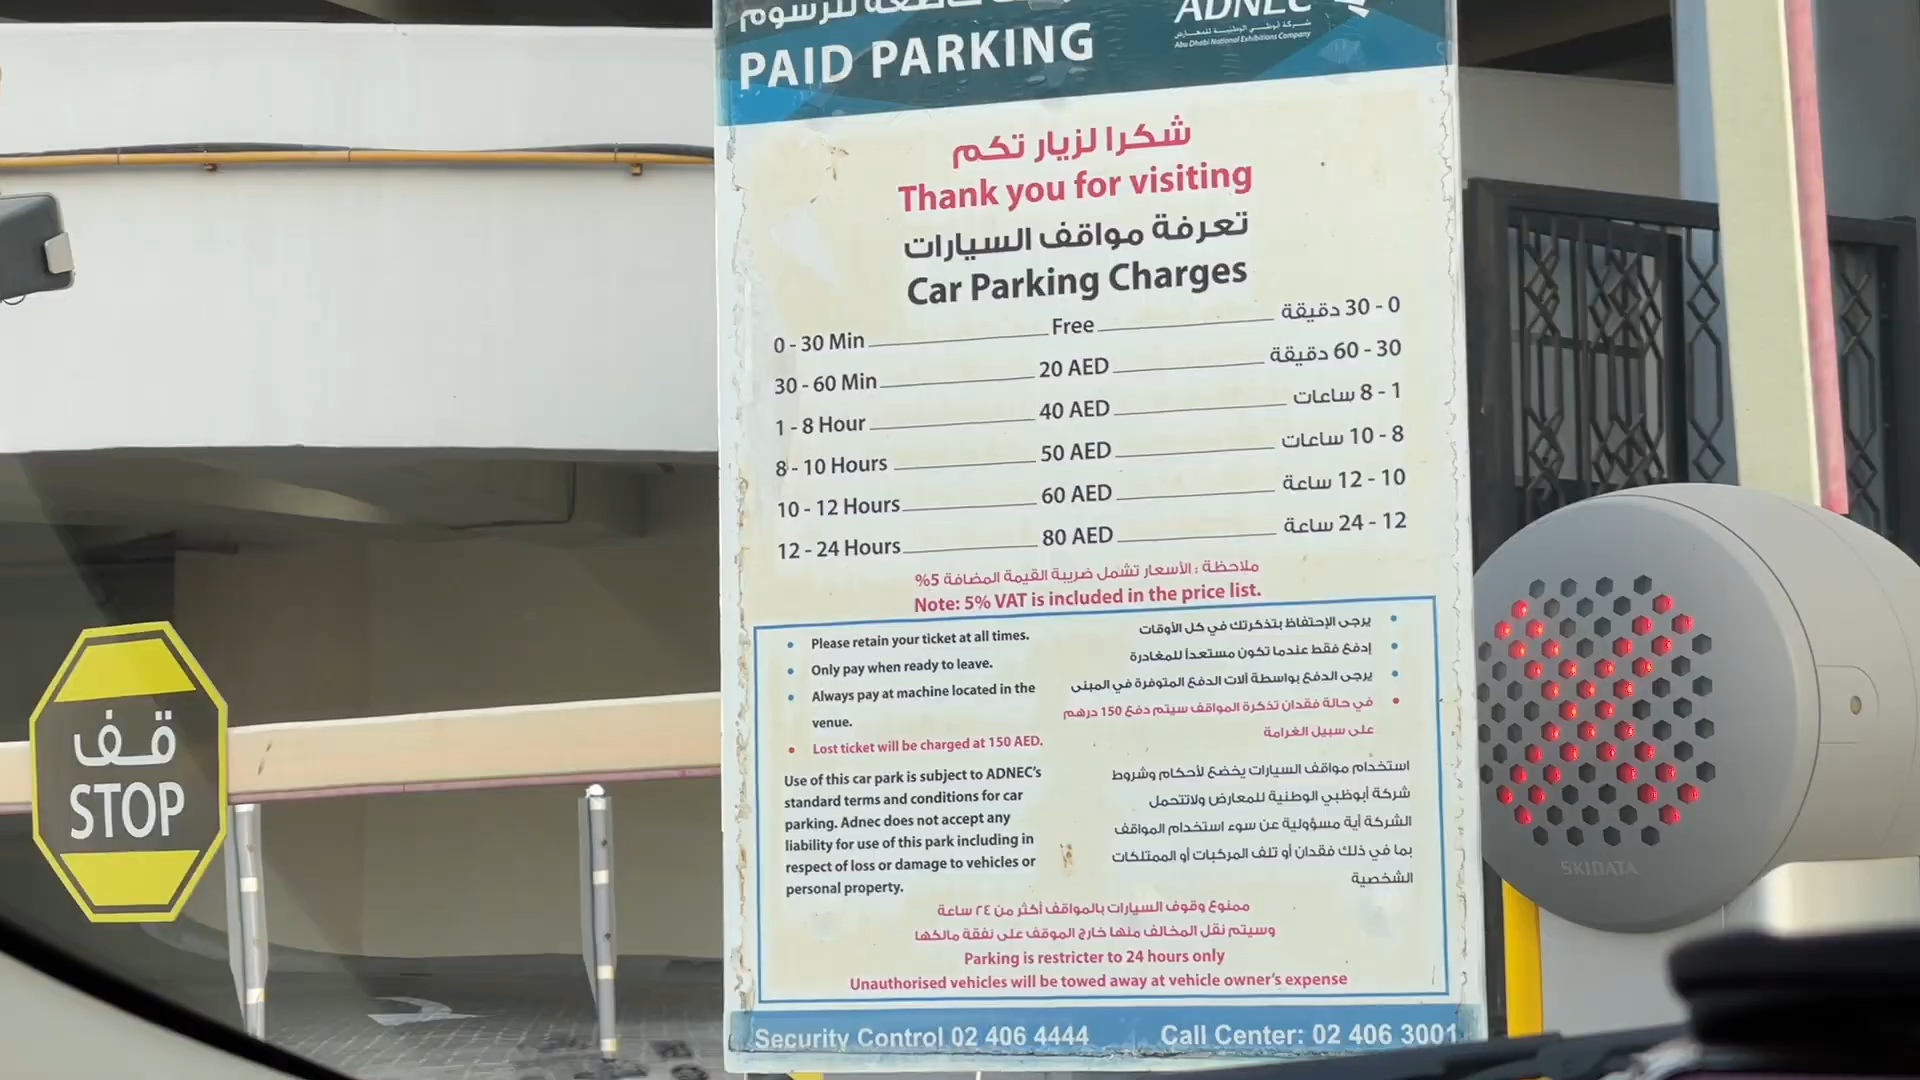 للرسوم
ADNEC
شركة أبوظبي الوطنية للمعارض
Abu Dhabi National Exhibitions Company
PAID PARKING
شكرا لزيار تكم
Thank you for visiting
تعرفة مواقف السيارات
Car Parking Charges
0 - 30 Min Free 0 - 30 دقيقة
30 - 60 Min 20 AED 30 - 60 دقيقة
1 - 8 Hour 40 AED 1 - 8 ساعات
8 - 10 Hours 50 AED 8 - 10 ساعات
10 - 12 Hours 60 AED 10 - 12 ساعة
12 - 24 Hours 80 AED 12 - 24 ساعة
ملاحظة : الأسعار تشمل ضريبة القيمة المضافة 5%
Note: 5% VAT is included in the price list.
• Please retain your ticket at all times.
• Only pay when ready to leave.
• Always pay at machine located in the
venue.
• Lost ticket will be charged at 150 AED.
• يرجى الإحتفاظ بتذكرتك في كل الأوقات
• إدفع فقط عندما تكون مستعداً للمغادرة
• يرجى الدفع بواسطة آلات الدفع المتوفرة في المبنى
• في حالة فقدان تذكرة المواقف سيتم دفع 150 درهم
على سبيل الغرامة
Use of this car park is subject to ADNEC's
standard terms and conditions for car
parking. Adnec does not accept any
liability for use of this park including in
respect of loss or damage to vehicles or
personal property.
استخدام مواقف السيارات يخضع لأحكام وشروط
شركة أبوظبي الوطنية للمعارض ولاتتحمل
الشركة أية مسؤولية عن سوء استخدام المواقف
بما في ذلك فقدان أو تلف المركبات أو الممتلكات
الشخصية
ممنوع وقوف السيارات بالمواقف أكثر من ٢٤ ساعة
وسيتم نقل المخالف منها خارج الموقف على نفقة مالكها
Parking is restricter to 24 hours only
Unauthorised vehicles will be towed away at vehicle owner's expense
Security Control 02 406 4444 Call Center: 02 406 3001
قف
STOP
SKIDATA